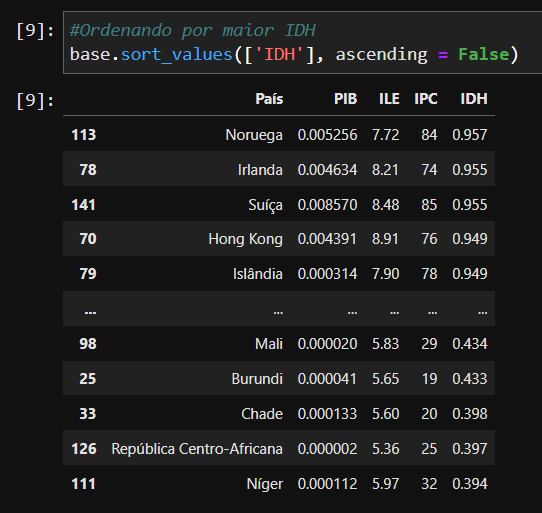 [9]: #Ordenando por maior IDH
base.sort_values(['IDH'], ascending = False)
[9]: País PIB ILE IPC IDH
113 Noruega 0.005256 7.72 84 0.957
78 Irlanda 0.004634 8.21 74 0.955
141 Suíça 0.008570 8.48 85 0.955
70 Hong Kong 0.004391 8.91 76 0.949
79 Islândia 0.000314 7.90 78 0.949
... ... ... ... ... ...
98 Mali 0.000020 5.83 29 0.434
25 Burundi 0.000041 5.65 19 0.433
33 Chade 0.000133 5.60 20 0.398
126 República Centro-Africana 0.000002 5.36 25 0.397
111 Níger 0.000112 5.97 32 0.394